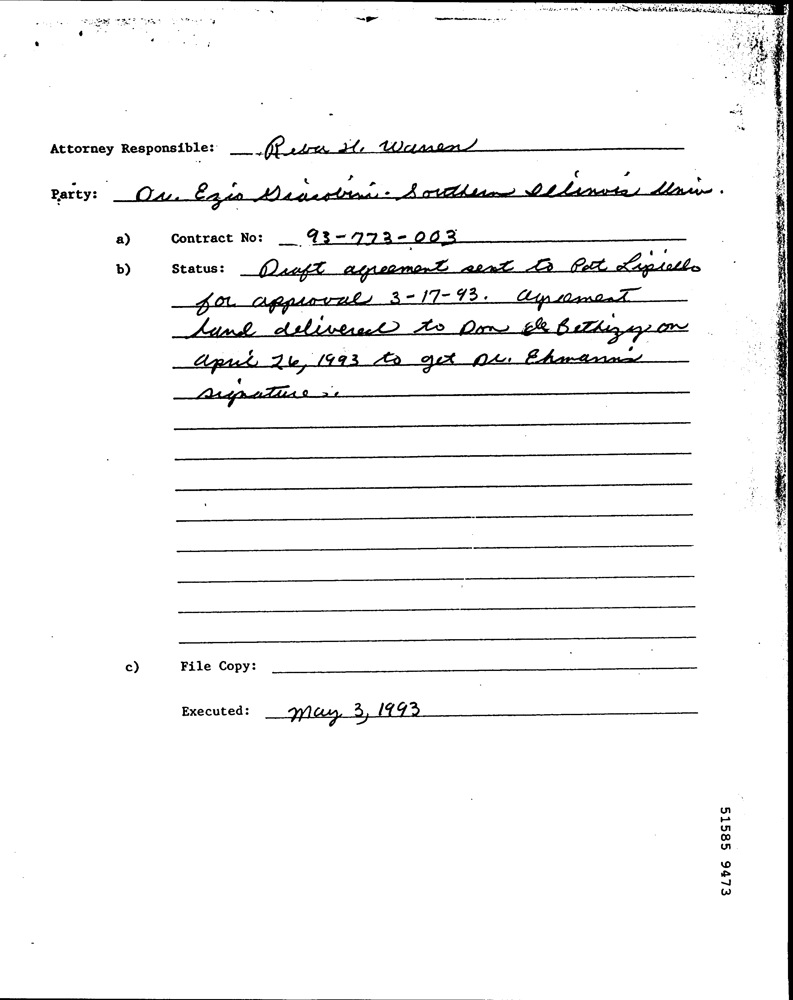 Attorney Responsible: Reba H. Warren
Party: Dr. Ezio Giacobini - Southern Illinois Univ.
a) Contract No: 93-773-003
b) Status: Draft agreement sent to Pat Lipiello
for approval 3-17-93. Agreement
hand delivered to Don de Bethizy on
April 26, 1993 to get Dr. Ehmann's
signature.
c) File Copy:
Executed: May 3, 1993
51585 9473